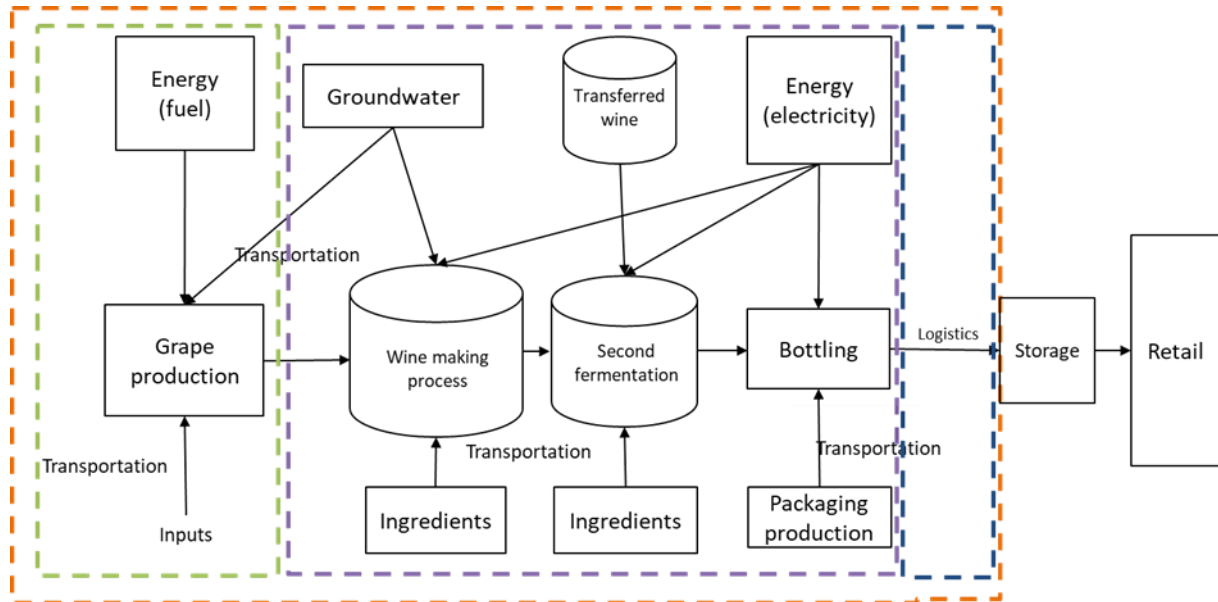 Energy
(fuel)
Groundwater
Transferred
wine
Energy
(electricity)
Transportation
Grape
production
Wine making
process
Second
fermentation
Bottling
Logistics
Storage
Retail
Transportation
Transportation
Transportation
Inputs
Ingredients
Ingredients
Packaging
production